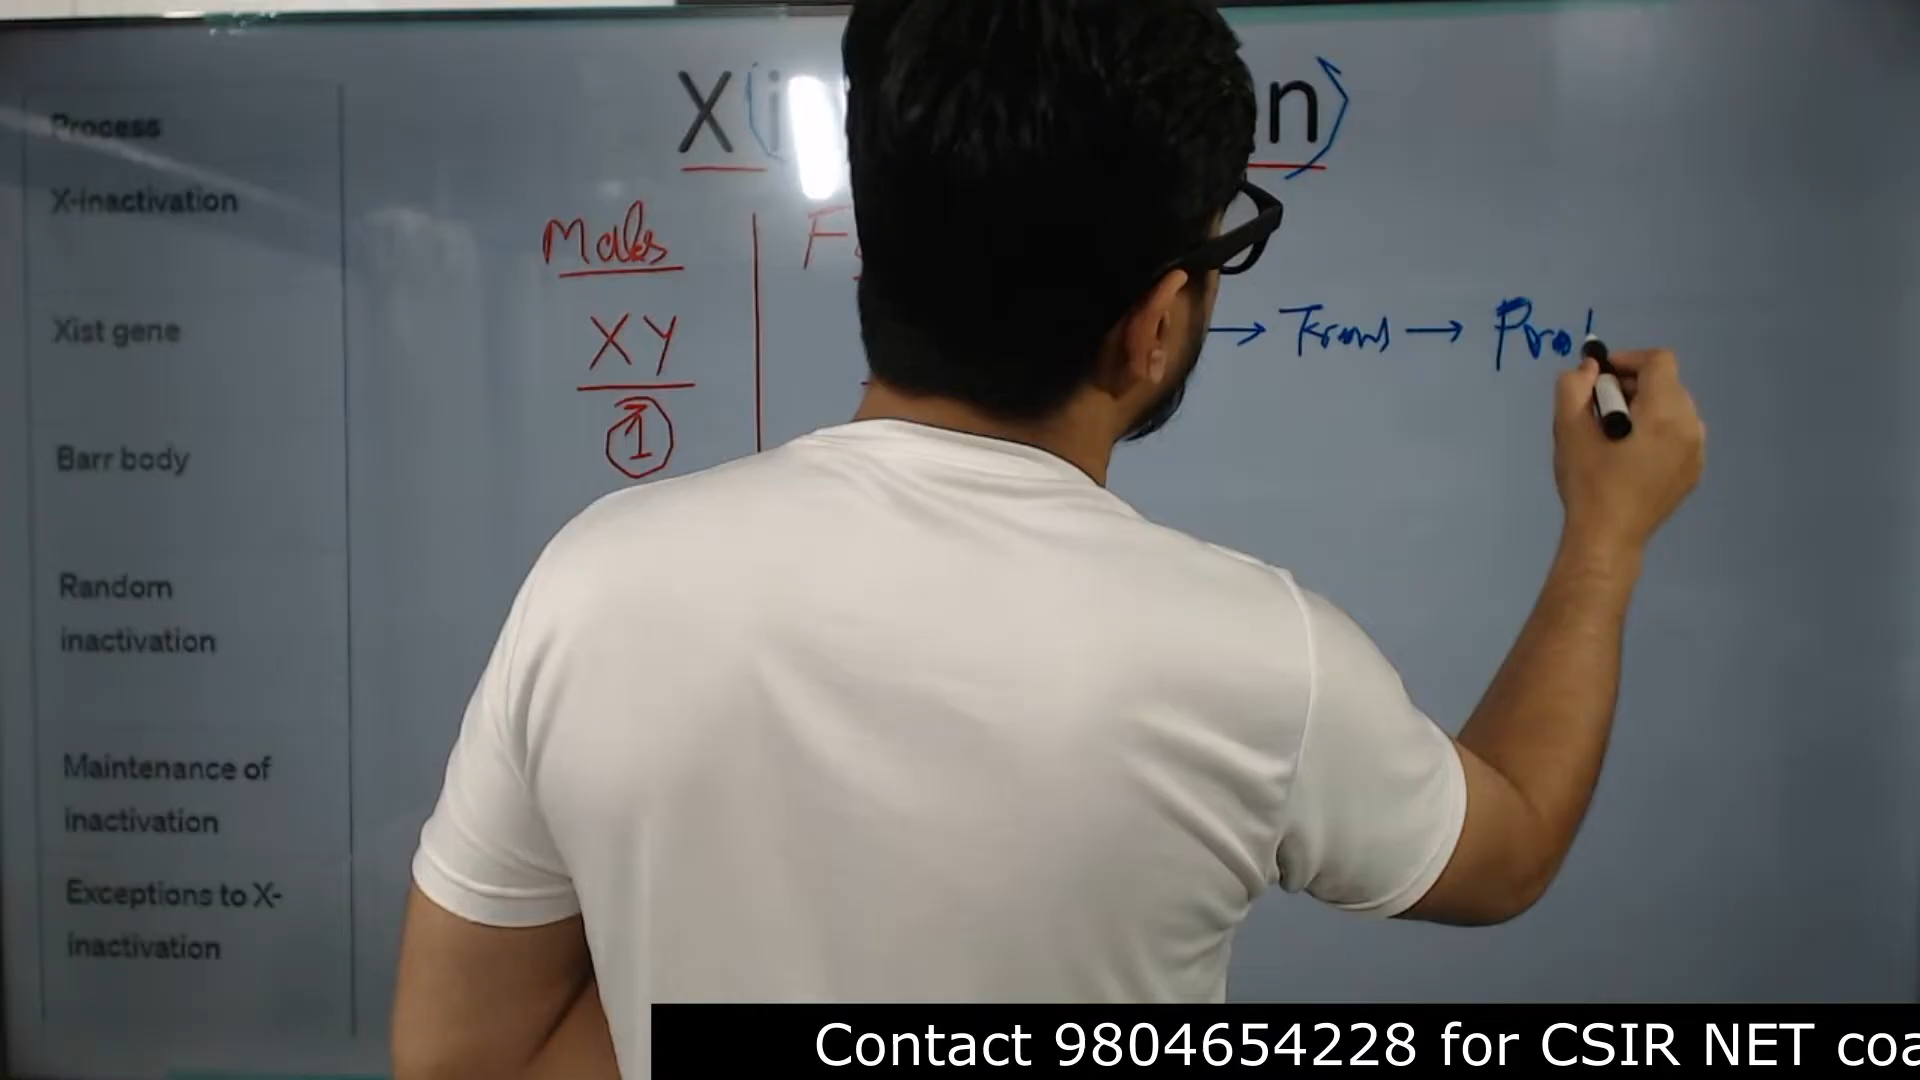 X (i n)
Process
X-inactivation
Males
XY
→ Trans → Prot
Xist gene
1
Barr body
Random
inactivation
Maintenance of
inactivation
Exceptions to X-
inactivation
Contact 9804654228 for CSIR NET coa